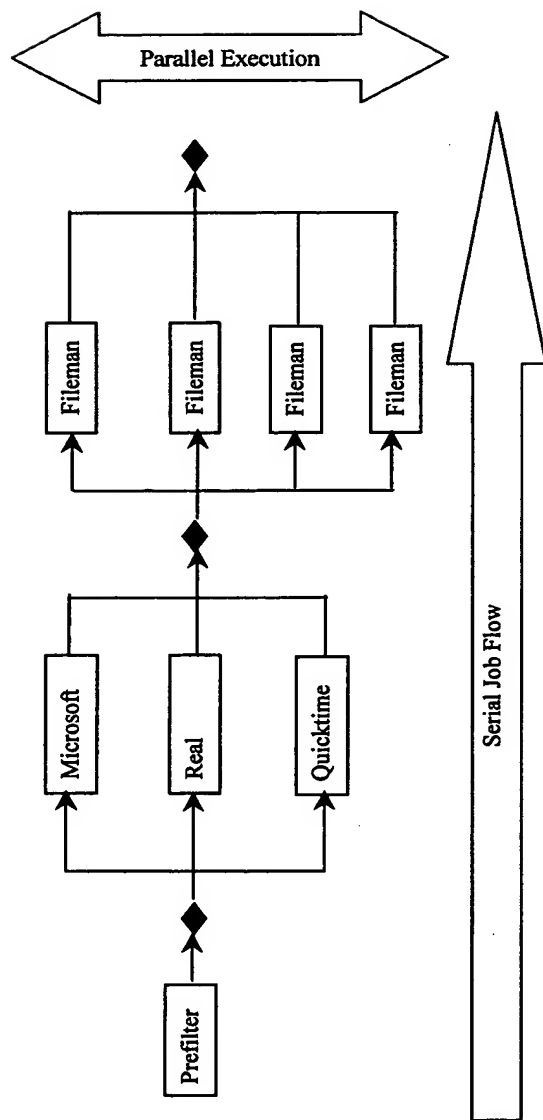 Parallel Execution
Fileman
Fileman
Fileman
Fileman
Microsoft
Real
Quicktime
Prefilter
Serial Job Flow